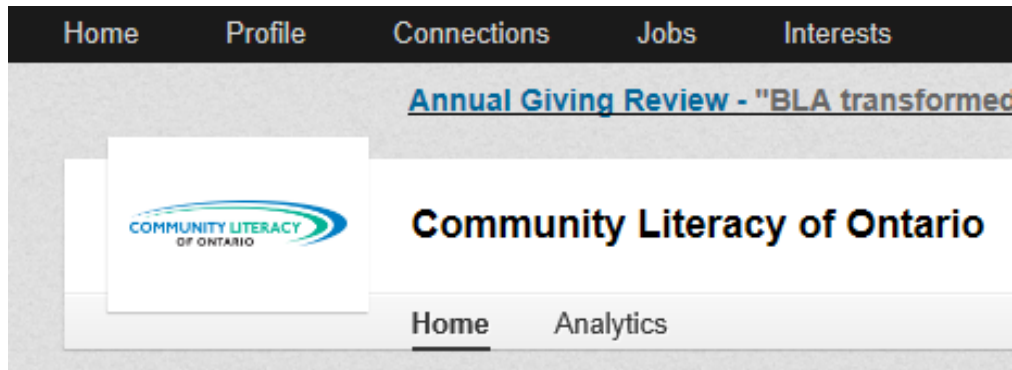 Home Profile Connections Jobs Interests
Annual Giving Review - "BLA transformed
COMMUNITY LITERACY
OF ONTARIO
Community Literacy of Ontario
Home Analytics